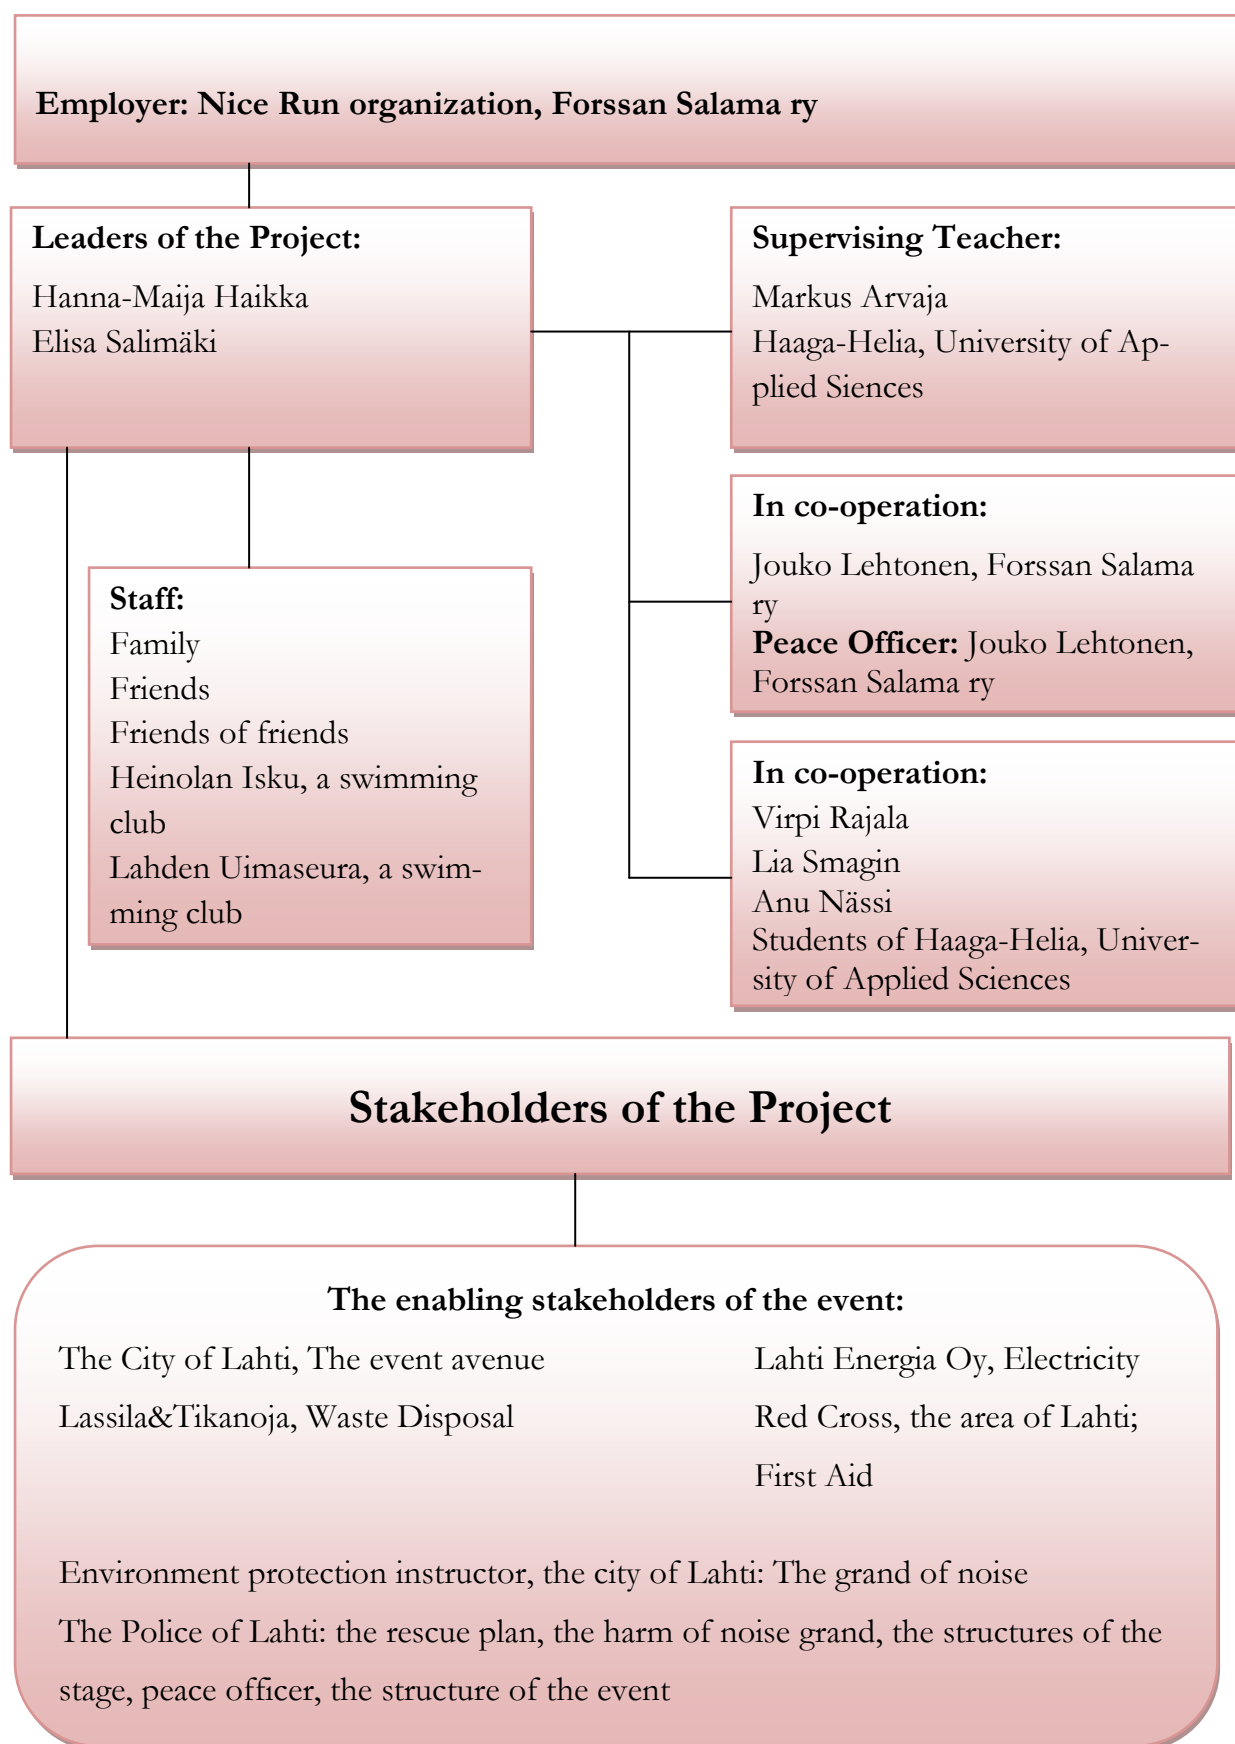 Employer: Nice Run organization, Forssan Salama ry
Leaders of the Project:
Hanna-Maija Haikka
Elisa Salimäki
Supervising Teacher:
Markus Arvaja
Haaga-Helia, University of Ap-
plied Siences
In co-operation:
Jouko Lehtonen, Forssan Salama
ry
Peace Officer: Jouko Lehtonen,
Forssan Salama ry
Staff:
Family
Friends
Friends of friends
Heinolan Isku, a swimming
club
Lahden Uimaseura, a swim-
ming club
In co-operation:
Virpi Rajala
Lia Smagin
Anu Nässi
Students of Haaga-Helia, Univer-
sity of Applied Sciences
Stakeholders of the Project
The enabling stakeholders of the event:
The City of Lahti, The event avenue
Lassila&Tikanoja, Waste Disposal
Lahti Energia Oy, Electricity
Red Cross, the area of Lahti;
First Aid
Environment protection instructor, the city of Lahti: The grand of noise
The Police of Lahti: the rescue plan, the harm of noise grand, the structures of the
stage, peace officer, the structure of the event